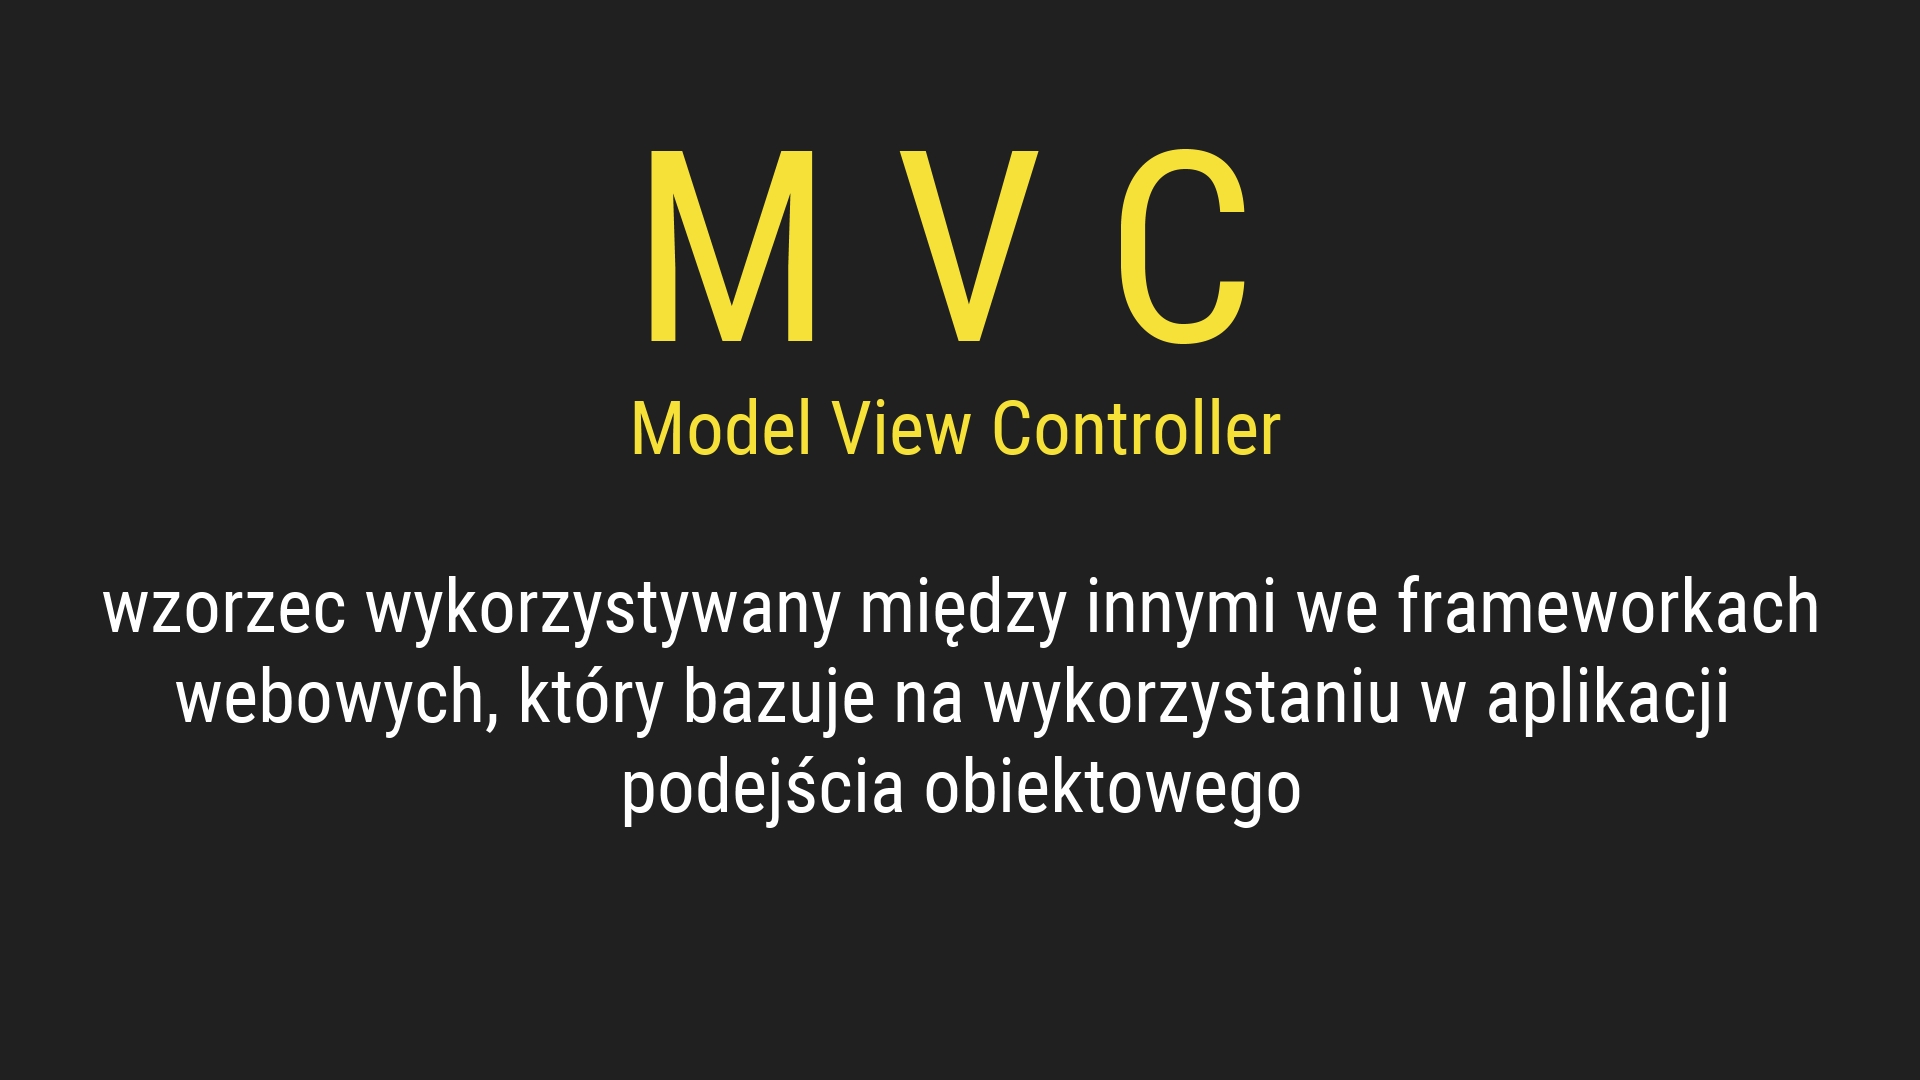 M V C
Model View Controller
wzorzec wykorzystywany między innymi we frameworkach
webowych, który bazuje na wykorzystaniu w aplikacji
podejścia obiektowego